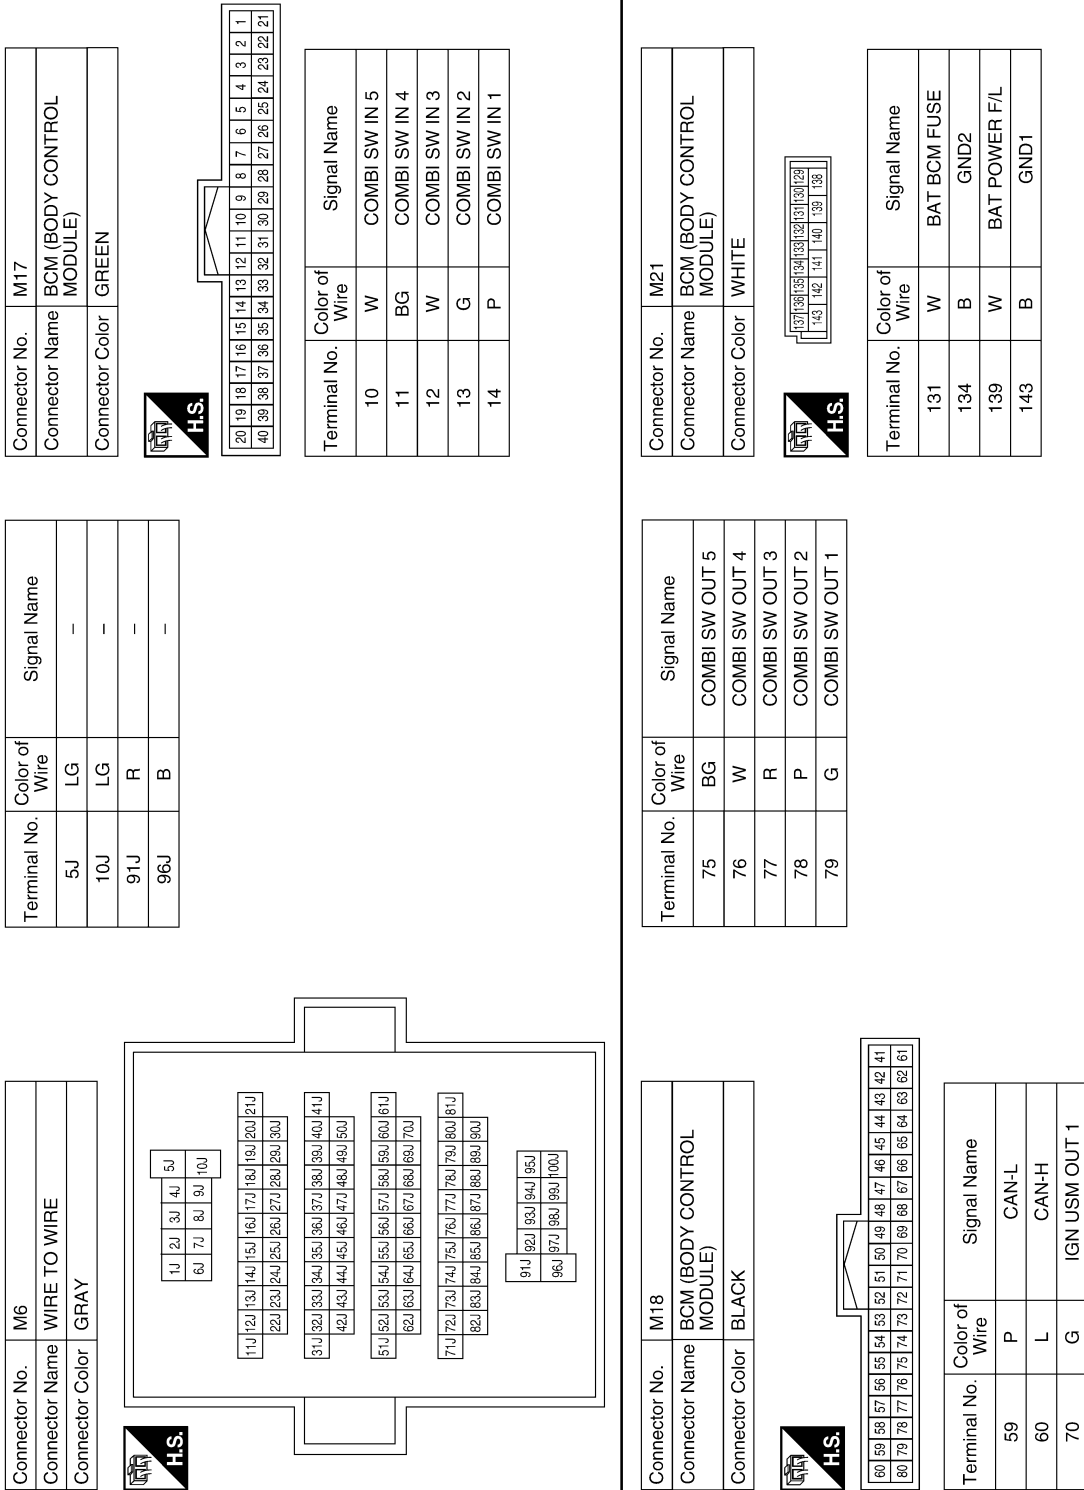 Connector No. M6
Connector Name WIRE TO WIRE
Connector Color GRAY
H.S.
1J 2J 3J 4J 5J
6J 7J 8J 9J 10J
11J 12J 13J 14J 15J 16J 17J 18J 19J 20J 21J
22J 23J 24J 25J 26J 27J 28J 29J 30J
31J 32J 33J 34J 35J 36J 37J 38J 39J 40J 41J
42J 43J 44J 45J 46J 47J 48J 49J 50J
51J 52J 53J 54J 55J 56J 57J 58J 59J 60J 61J
62J 63J 64J 65J 66J 67J 68J 69J 70J
71J 72J 73J 74J 75J 76J 77J 78J 79J 80J 81J
82J 83J 84J 85J 86J 87J 88J 89J 90J
91J 92J 93J 94J 95J
96J 97J 98J 99J 100J
Terminal No. Color of Wire Signal Name
5J LG –
10J LG –
91J R –
96J B –
Connector No. M17
Connector Name BCM (BODY CONTROL
MODULE)
Connector Color GREEN
H.S.
20 19 18 17 16 15 14 13 12 11 10 9 8 7 6 5 4 3 2 1
40 39 38 37 36 35 34 33 32 31 30 29 28 27 26 25 24 23 22 21
Terminal No. Color of Wire Signal Name
10 W COMBI SW IN 5
11 BG COMBI SW IN 4
12 W COMBI SW IN 3
13 G COMBI SW IN 2
14 P COMBI SW IN 1
Connector No. M18
Connector Name BCM (BODY CONTROL
MODULE)
Connector Color BLACK
H.S.
60 59 58 57 56 55 54 53 52 51 50 49 48 47 46 45 44 43 42 41
80 79 78 77 76 75 74 73 72 71 70 69 68 67 66 65 64 63 62 61
Terminal No. Color of Wire Signal Name
59 P CAN-L
60 L CAN-H
70 G IGN USM OUT 1
Terminal No. Color of Wire Signal Name
75 BG COMBI SW OUT 5
76 W COMBI SW OUT 4
77 R COMBI SW OUT 3
78 P COMBI SW OUT 2
79 G COMBI SW OUT 1
Connector No. M21
Connector Name BCM (BODY CONTROL
MODULE)
Connector Color WHITE
H.S.
137 136 135 134 133 132 131 130 129
143 142 141 140 139 138
Terminal No. Color of Wire Signal Name
131 W BAT BCM FUSE
134 B GND2
139 W BAT POWER F/L
143 B GND1